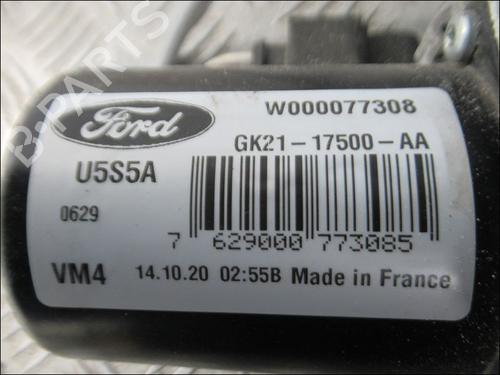 Ford
W000077308
GK21-17500-AA
U5S5A
0629
7 629000 773085
VM4 14.10.20 02:55B Made in France
B-PARTS